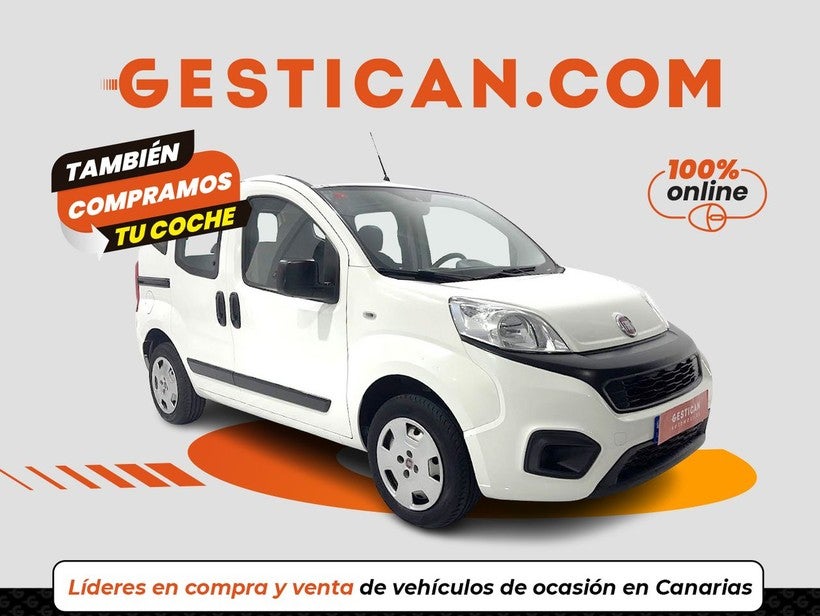 GESTICAN.COM
TAMBIÉN
COMPRAMOS
TU COCHE
100%
online
GESTICAN
Líderes en compra y venta de vehículos de ocasión en Canarias